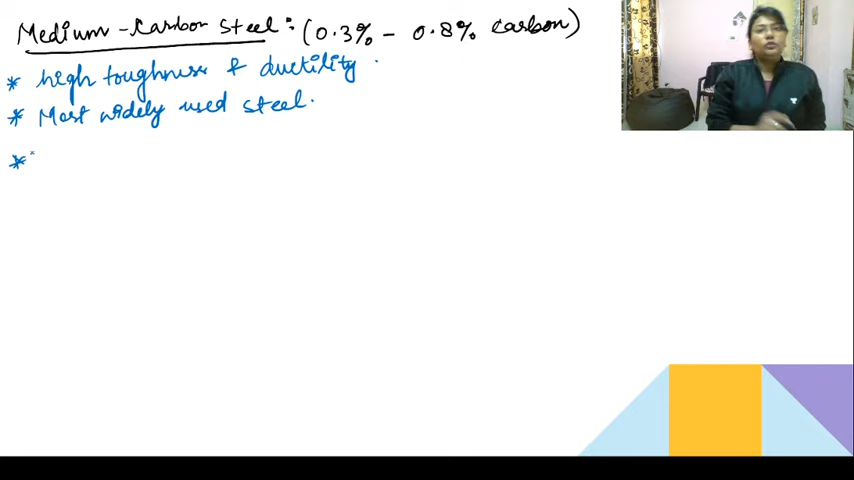 Medium-Carbon Steel : (0.3% - 0.8% carbon)
* high toughness & ductility .
* Most widely used steel.
*